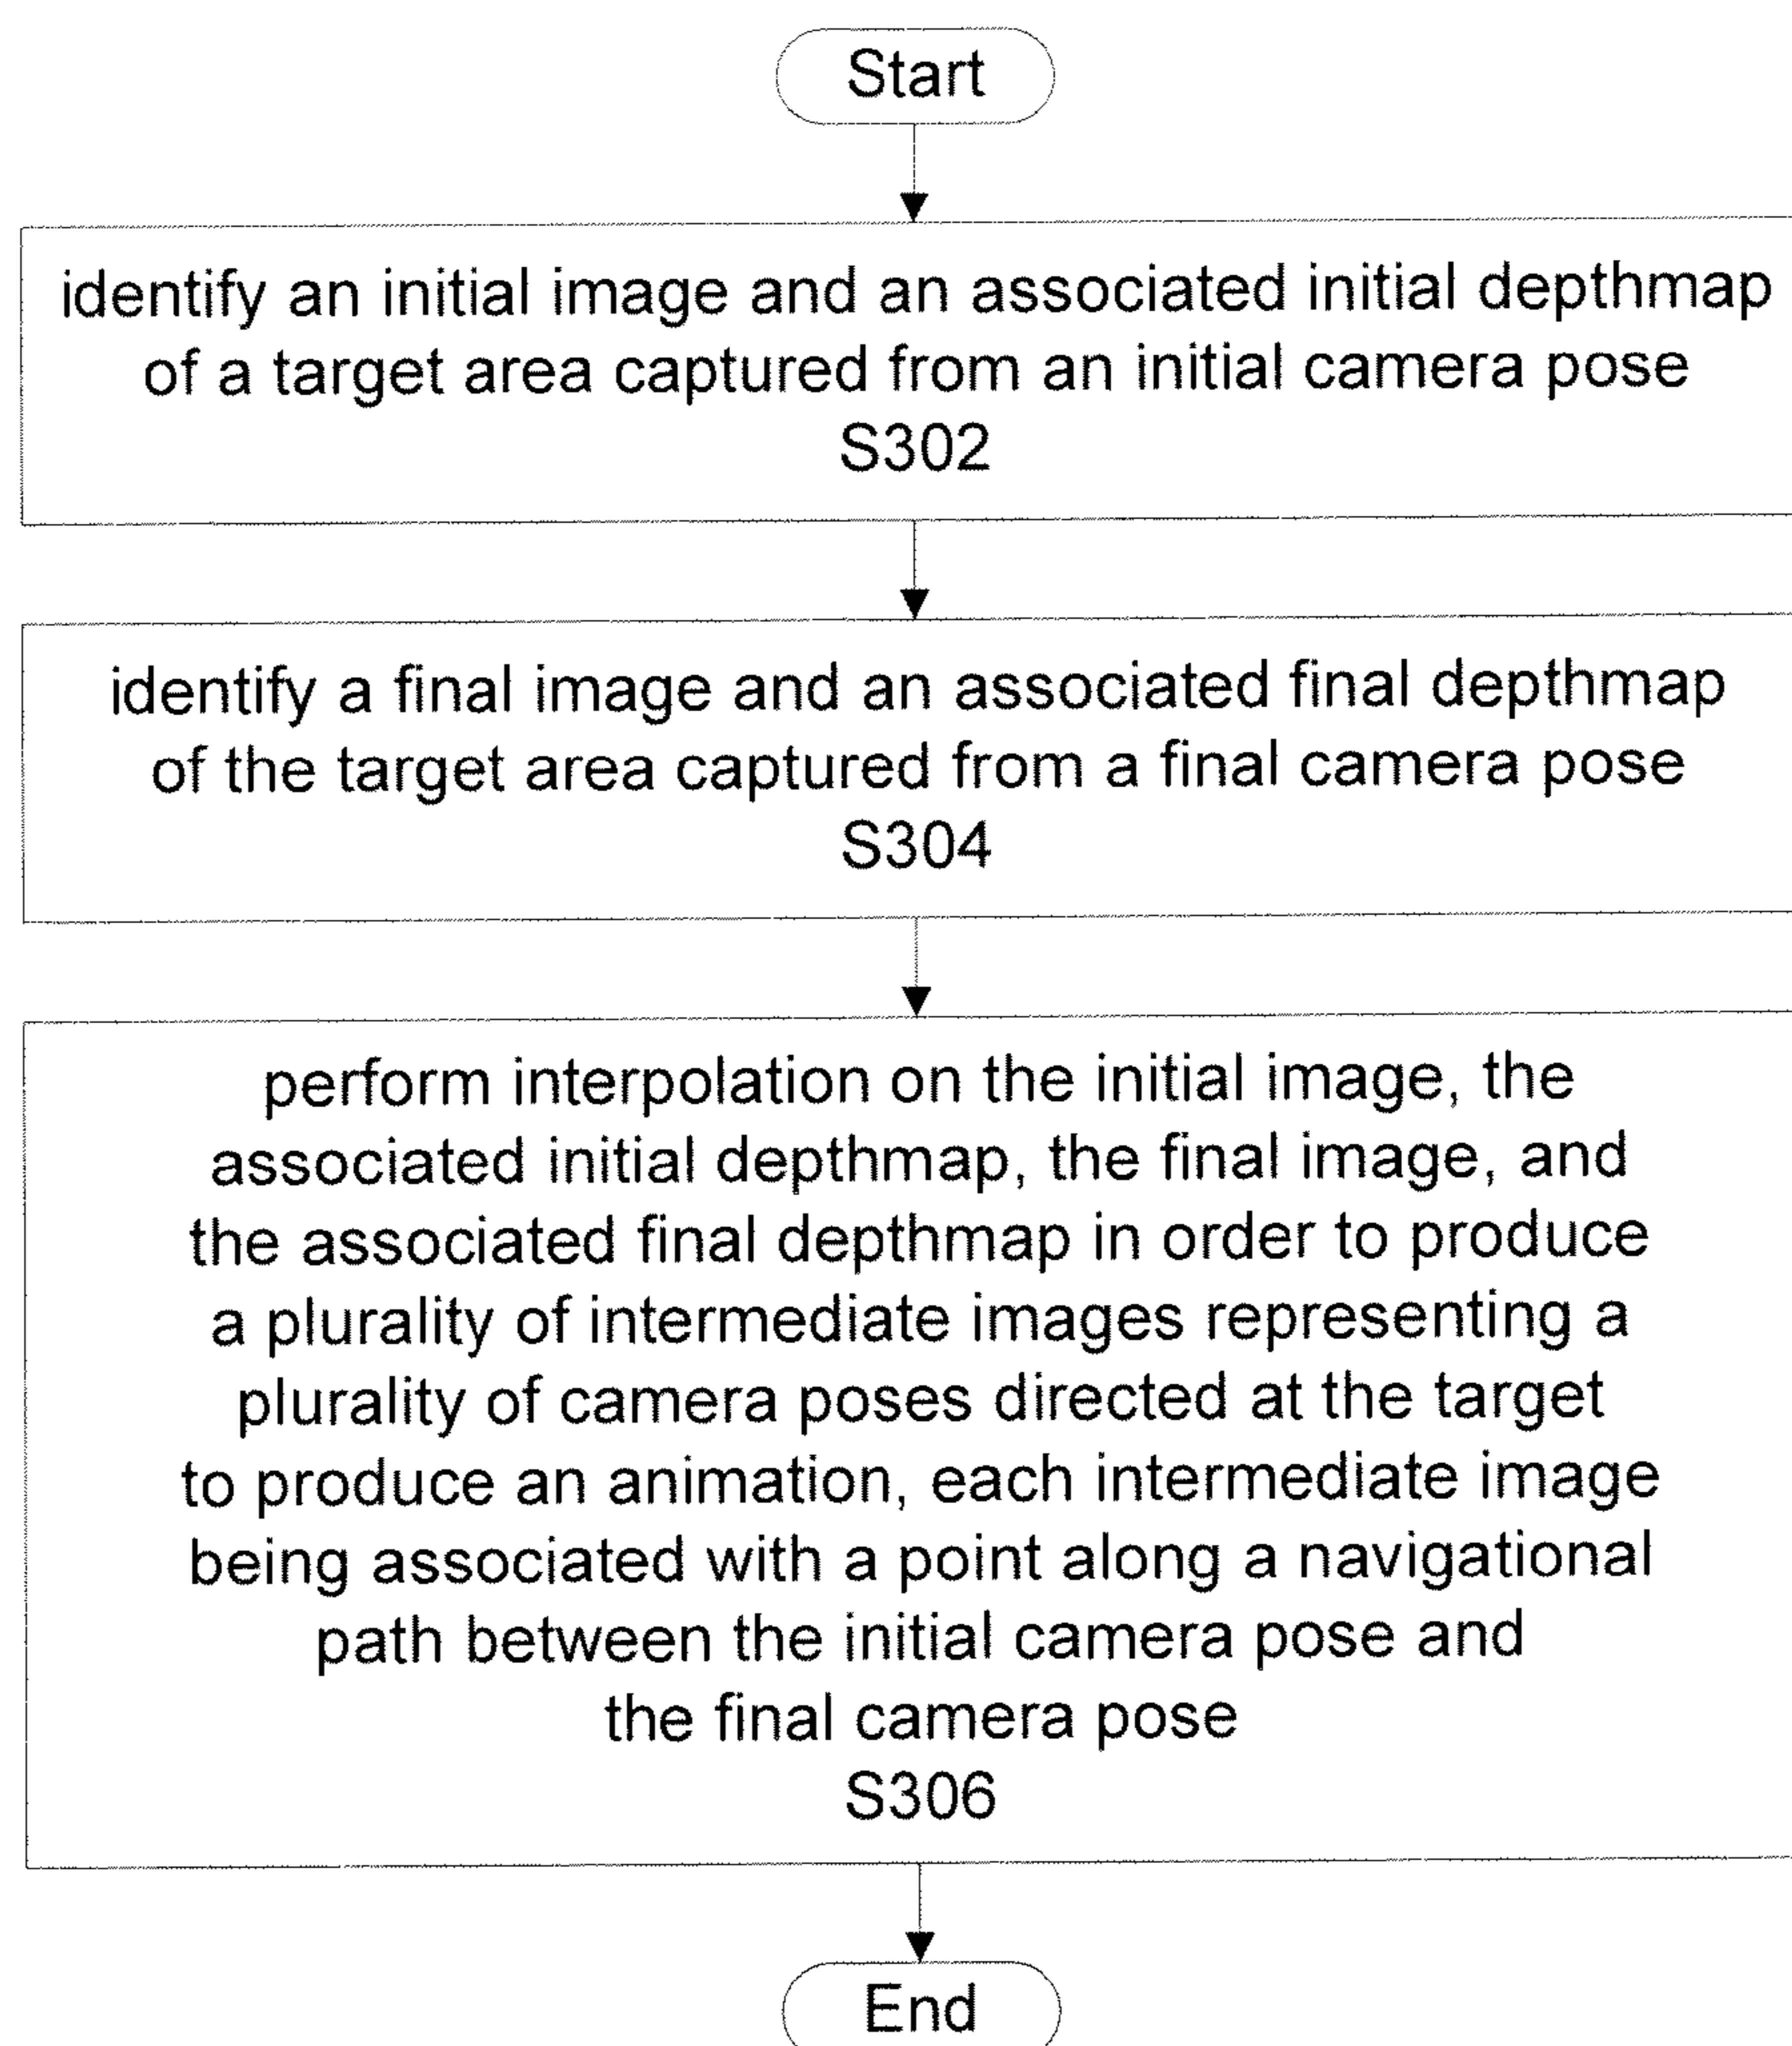 Start
identify an initial image and an associated initial depthmap
of a target area captured from an initial camera pose
S302
identify a final image and an associated final depthmap
of the target area captured from a final camera pose
S304
perform interpolation on the initial image, the
associated initial depthmap, the final image, and
the associated final depthmap in order to produce
a plurality of intermediate images representing a
plurality of camera poses directed at the target
to produce an animation, each intermediate image
being associated with a point along a navigational
path between the initial camera pose and
the final camera pose
S306
End